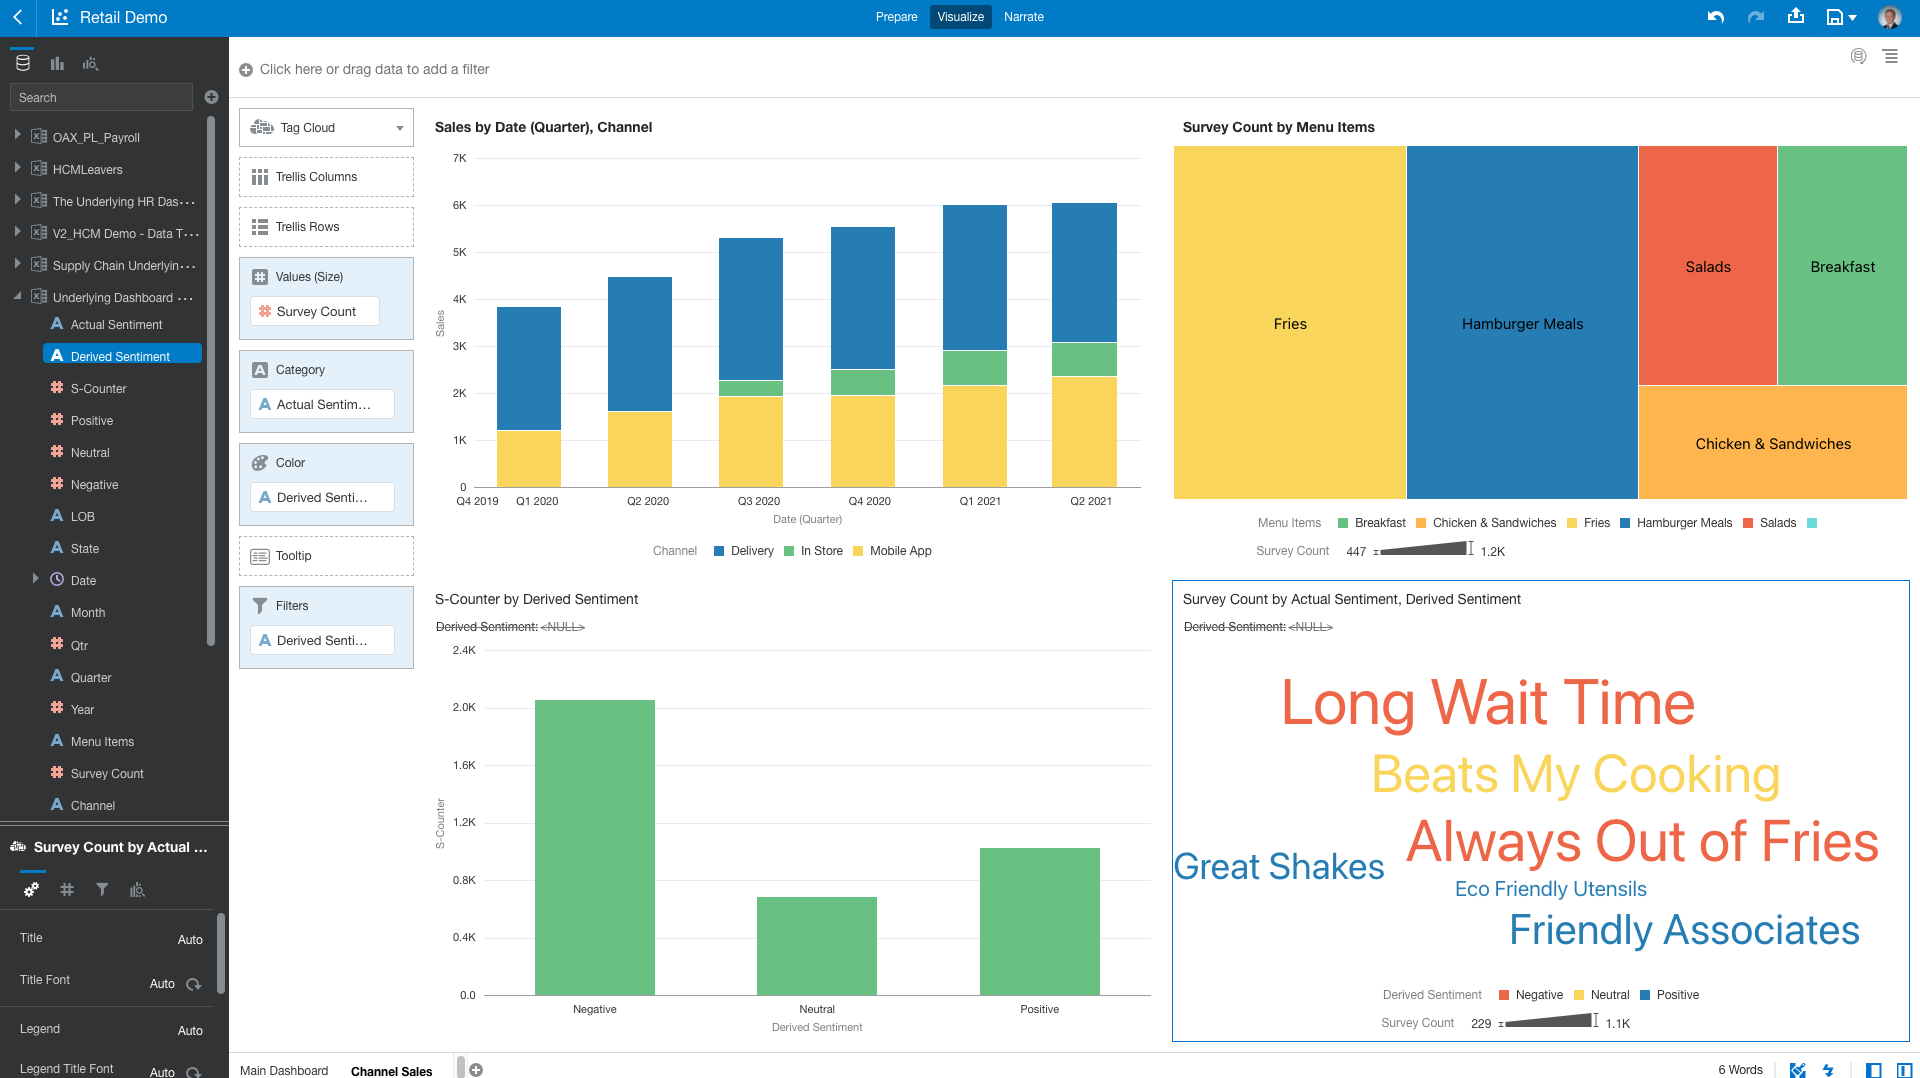 Retail Demo
Prepare
Visualize
Narrate
Click here or drag data to add a filter
Search
OAX_PL_Payroll
HCMLeavers
The Underlying HR Das···
V2_HCM Demo - Data T···
Supply Chain Underlyin···
Underlying Dashboard ···
A Actual Sentiment
A Derived Sentiment
# S-Counter
# Positive
# Neutral
# Negative
A LOB
A State
Date
A Month
# Qtr
A Quarter
# Year
A Menu Items
# Survey Count
A Channel
Survey Count by Actual ...
Title Auto
Title Font Auto
Legend Auto
Legend Title Font Auto
Tag Cloud
Trellis Columns
Trellis Rows
# Values (Size)
# Survey Count
A Category
A Actual Sentim...
Color
A Derived Senti...
Tooltip
Filters
A Derived Senti...
Sales by Date (Quarter), Channel
7K
6K
5K
4K
3K
2K
1K
0
Sales
Q4 2019 Q1 2020 Q2 2020 Q3 2020 Q4 2020 Q1 2021 Q2 2021
Date (Quarter)
Channel Delivery In Store Mobile App
Survey Count by Menu Items
Fries
Hamburger Meals
Salads
Breakfast
Chicken & Sandwiches
Menu Items Breakfast Chicken & Sandwiches Fries Hamburger Meals Salads
Survey Count 447 1.2K
S-Counter by Derived Sentiment
Derived Sentiment: <NULL>
2.4K
2.0K
1.6K
1.2K
0.8K
0.4K
0.0
S-Counter
Negative Neutral Positive
Derived Sentiment
Survey Count by Actual Sentiment, Derived Sentiment
Derived Sentiment: <NULL>
Long Wait Time
Beats My Cooking
Always Out of Fries
Great Shakes
Eco Friendly Utensils
Friendly Associates
Derived Sentiment Negative Neutral Positive
Survey Count 229 1.1K
Main Dashboard
Channel Sales
6 Words